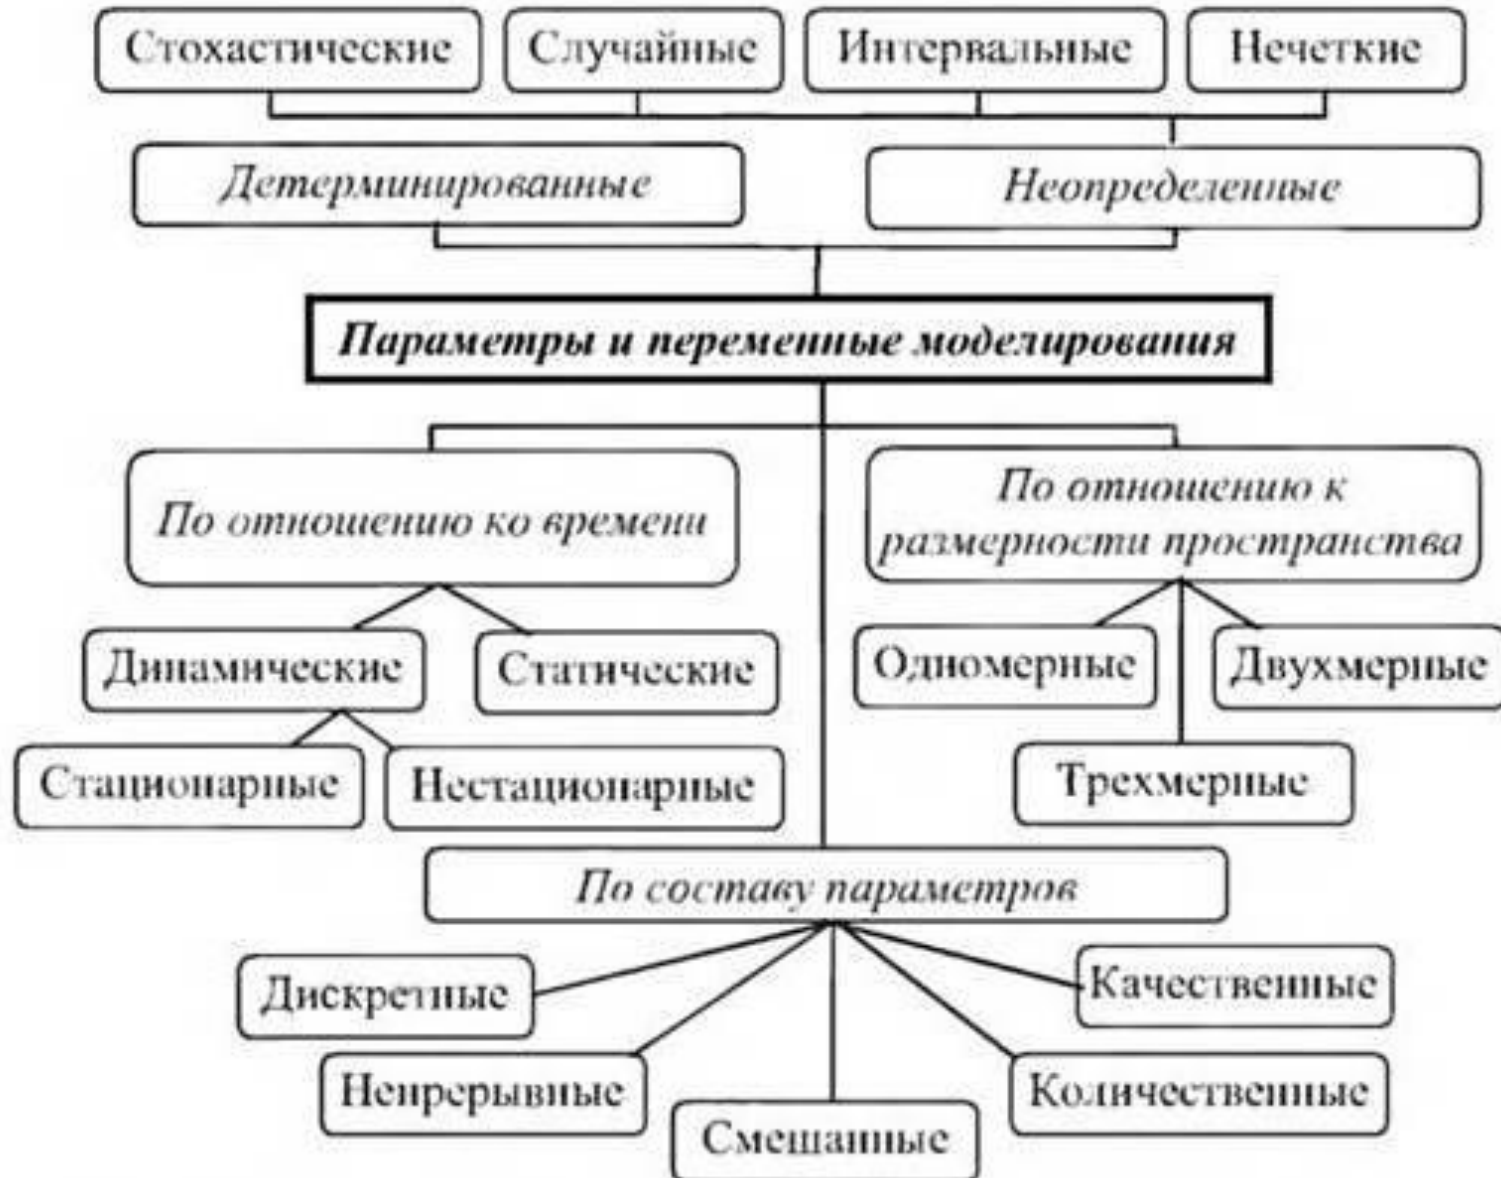 Стохастические
Случайные
Интервальные
Нечеткие
Детерминированные
Неопределенные
Параметры и переменные моделирования
По отношению ко времени
По отношению к
размерности пространства
Динамические
Статические
Одномерные
Двухмерные
Стационарные
Нестационарные
Трехмерные
По составу параметров
Дискретные
Качественные
Непрерывные
Количественные
Смешанные